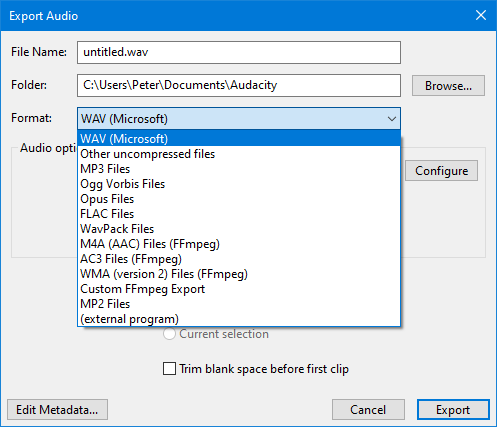 Export Audio
File Name: untitled.wav
Folder: C:\Users\Peter\Documents\Audacity Browse...
Format: WAV (Microsoft)
WAV (Microsoft)
Audio opti
Other uncompressed files
MP3 Files
Configure
Ogg Vorbis Files
Opus Files
FLAC Files
WavPack Files
M4A (AAC) Files (FFmpeg)
AC3 Files (FFmpeg)
WMA (version 2) Files (FFmpeg)
Custom FFmpeg Export
MP2 Files
(external program)
Current selection
Trim blank space before first clip
Edit Metadata... Cancel Export